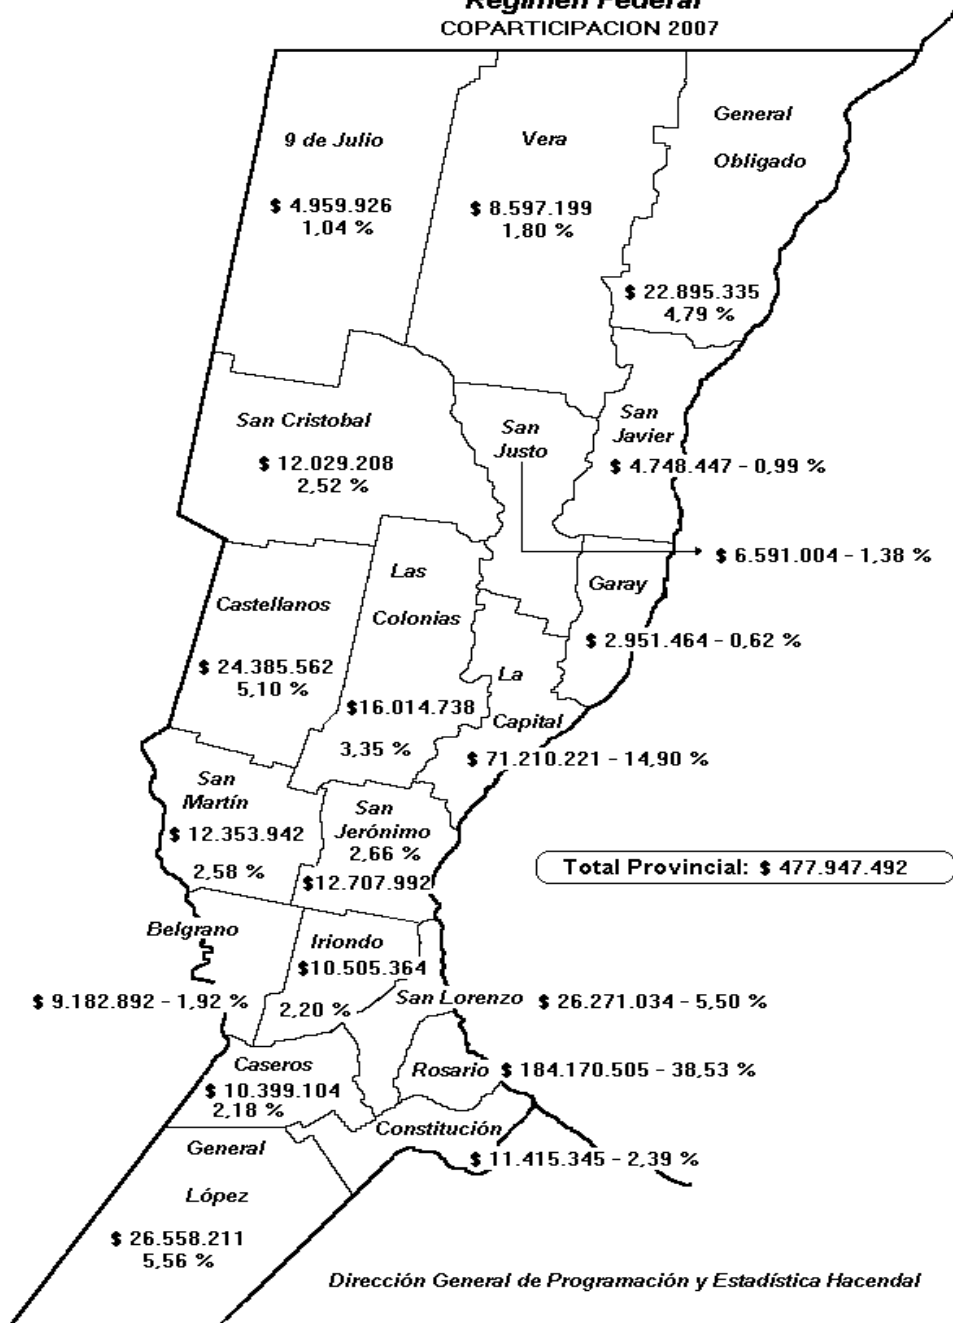 Régimen Federal
COPARTICIPACION 2007
9 de Julio
$ 4.959.926
1,04 %
Vera
$ 8.597.199
1,80 %
General
Obligado
$ 22.895.335
4,79 %
San Cristobal
$ 12.029.208
2,52 %
San
Justo
$ 6.591.004 - 1,38 %
San
Javier
$ 4.748.447 - 0,99 %
Castellanos
$ 24.385.562
5,10 %
Las
Colonias
$16.014.738
3,35 %
Garay
$ 2.951.464 - 0,62 %
La
Capital
$ 71.210.221 - 14,90 %
San
Martín
$ 12.353.942
2,58 %
San
Jerónimo
2,66 %
$12.707.992
Total Provincial: $ 477.947.492
Belgrano
$ 9.182.892 - 1,92 %
Iriondo
$10.505.364
2,20 %
San Lorenzo $ 26.271.034 - 5,50 %
Caseros
$ 10.399.104
2,18 %
Rosario $ 184.170.505 - 38,53 %
Constitución
$ 11.415.345 - 2,39 %
General
López
$ 26.558.211
5,56 %
Dirección General de Programación y Estadística Hacendal